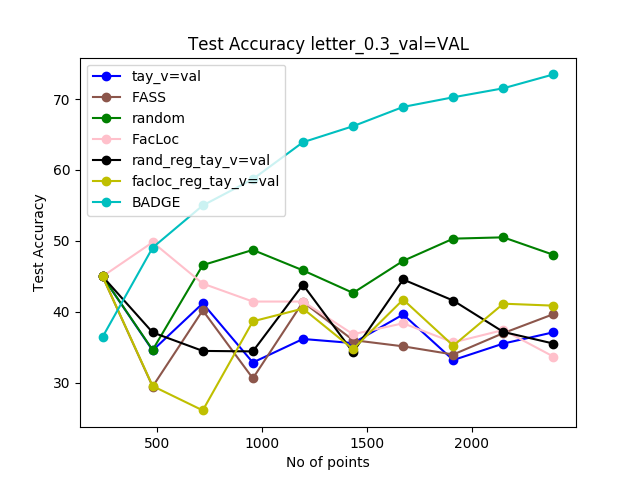 Test Accuracy letter_0.3_val=VAL
tay_v=val
FASS
random
FacLoc
rand_reg_tay_v=val
facloc_reg_tay_v=val
BADGE
Test Accuracy
70
60
50
40
30
500 1000 1500 2000
No of points